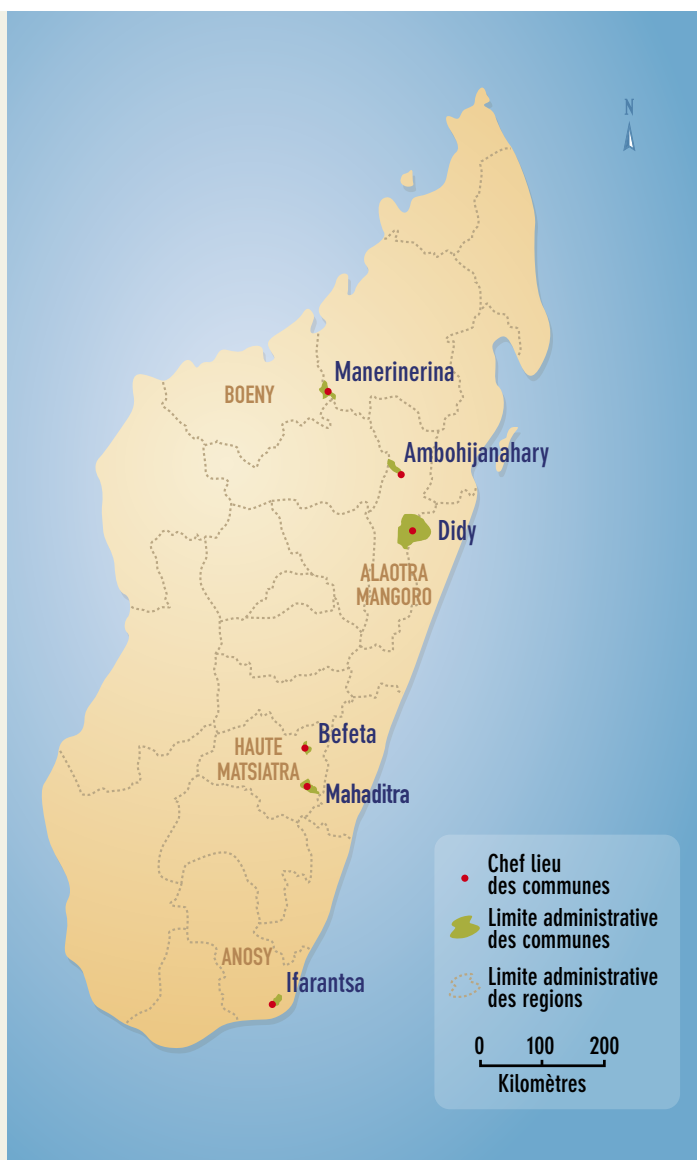 N
Manerinerina
BOENY
Ambohijanahary
Didy
ALAOTRA
MANGORO
Befeta
HAUTE
MATSIATRA
Mahaditra
ANOSY
Ifarantsa
Chef lieu
des communes
Limite administrative
des communes
Limite administrative
des regions
0 100 200
Kilomètres